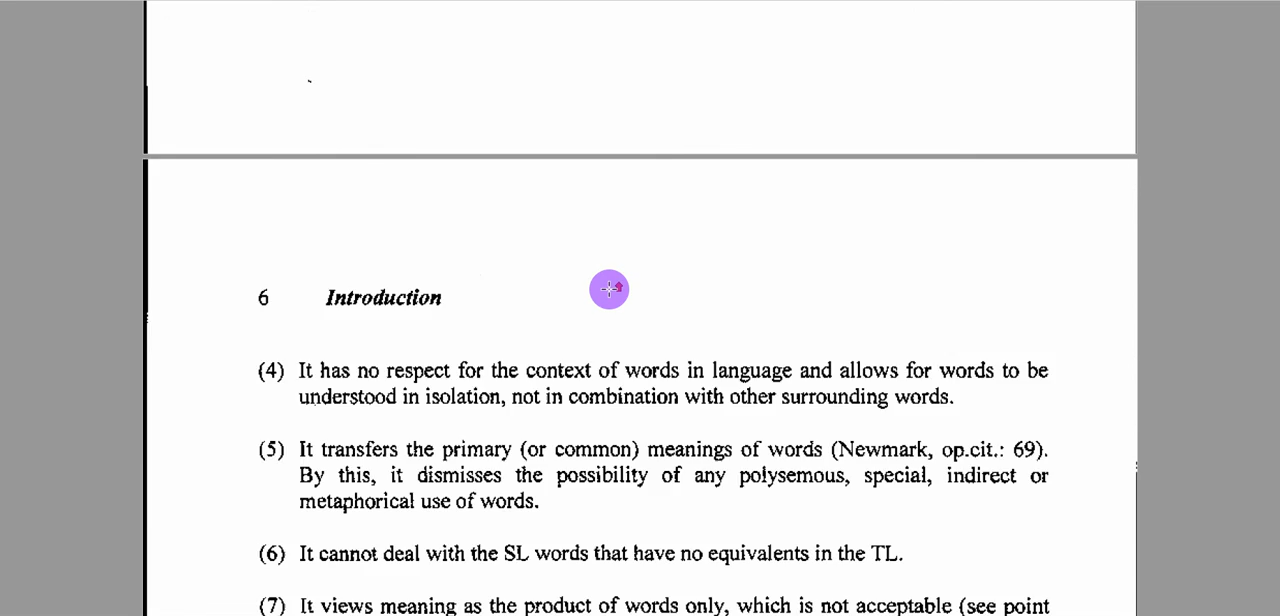 6 Introduction
(4) It has no respect for the context of words in language and allows for words to be
understood in isolation, not in combination with other surrounding words.
(5) It transfers the primary (or common) meanings of words (Newmark, op.cit.: 69).
By this, it dismisses the possibility of any polysemous, special, indirect or
metaphorical use of words.
(6) It cannot deal with the SL words that have no equivalents in the TL.
(7) It views meaning as the product of words only, which is not acceptable (see point